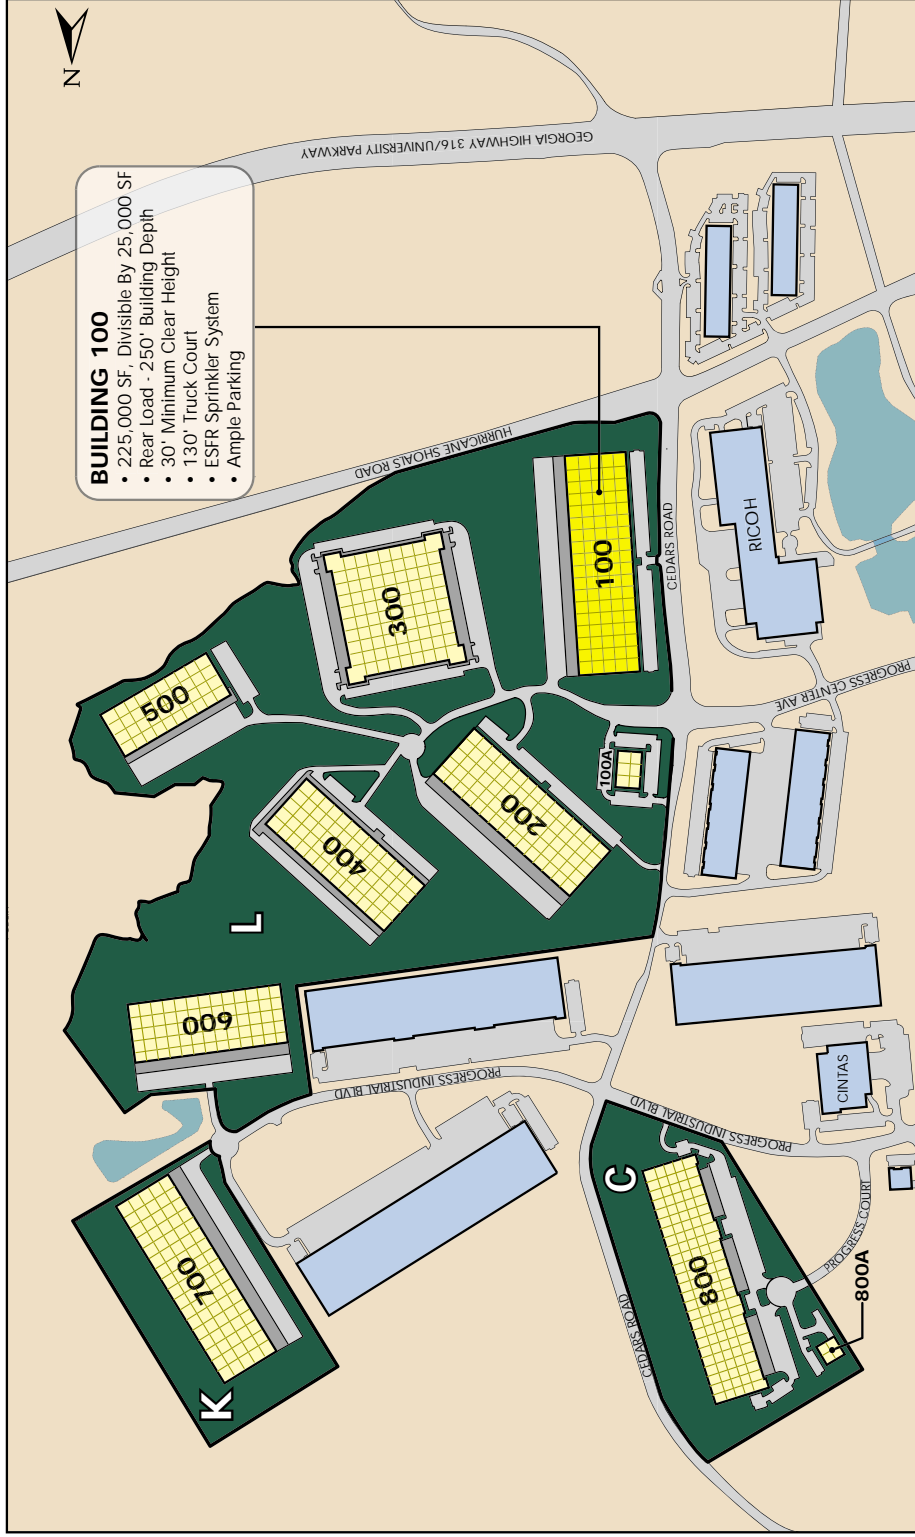 N
BUILDING 100
• 225,000 SF, Divisible By 25,000 SF
• Rear Load - 250' Building Depth
• 30' Minimum Clear Height
• 130' Truck Court
• ESFR Sprinkler System
• Ample Parking
GEORGIA HIGHWAY 316/UNIVERSITY PARKWAY
HURRICANE SHOALS ROAD
CEDARS ROAD
RICOH
PROGRESS CENTER AVE
100
300
500
100A
200
400
L
600
PROGRESS INDUSTRIAL BLVD
PROGRESS INDUSTRIAL BLVD
CINTAS
C
700
K
800
PROGRESS COURT
800A
CEDARS ROAD